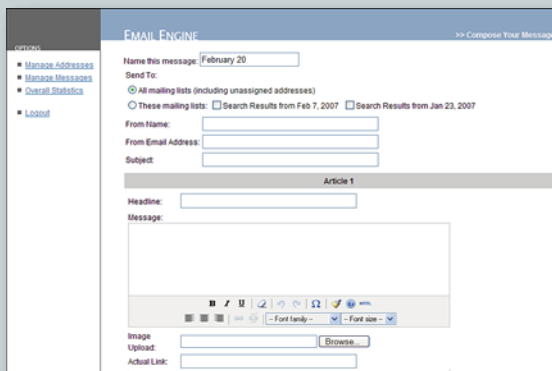 EMAIL ENGINE
>> Compose Your Message
OPTIONS
Manage Addresses
Manage Messages
Overall Statistics
Logout
Name this message: February 20
Send To:
All mailing lists (including unassigned addresses)
These mailing lists: Search Results from Feb 7, 2007 Search Results from Jan 23, 2007
From Name:
From Email Address:
Subject:
Article 1
Headline:
Message:
B I U Ω HTML
-- Font family -- -- Font size --
Image
Upload: Browse...
Actual Link: